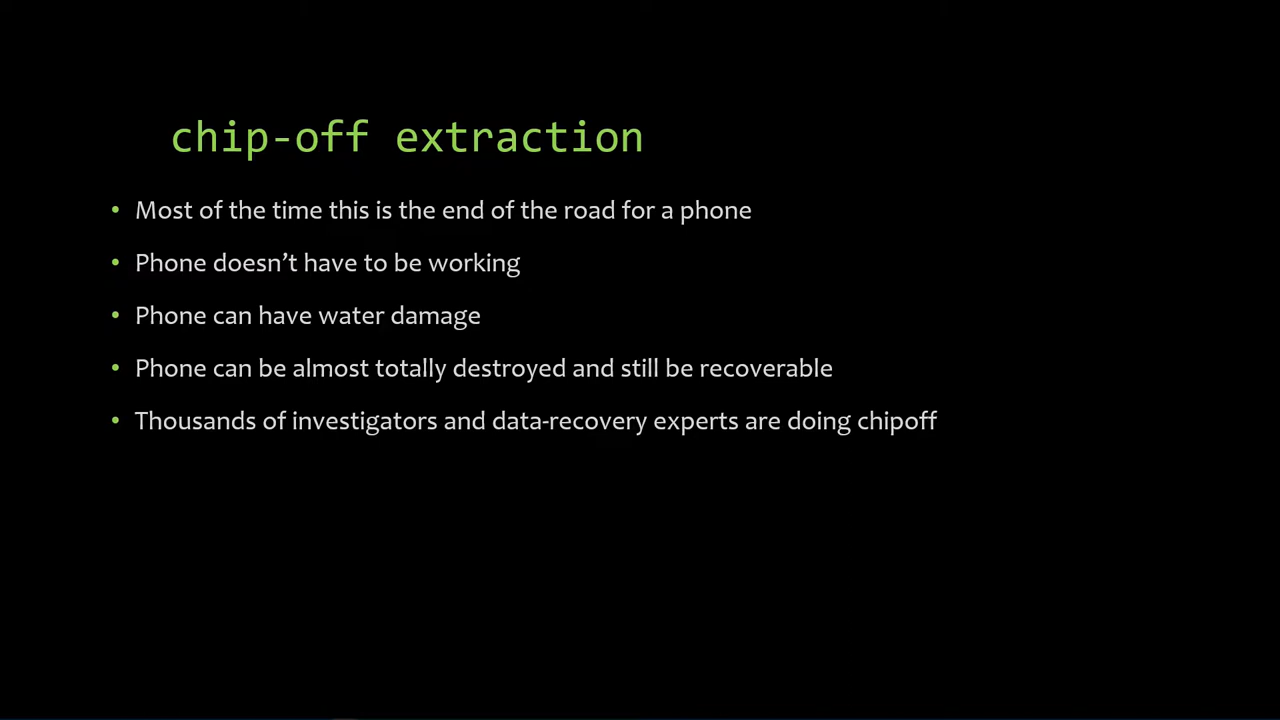 chip-off extraction
• Most of the time this is the end of the road for a phone
• Phone doesn’t have to be working
• Phone can have water damage
• Phone can be almost totally destroyed and still be recoverable
• Thousands of investigators and data-recovery experts are doing chipoff